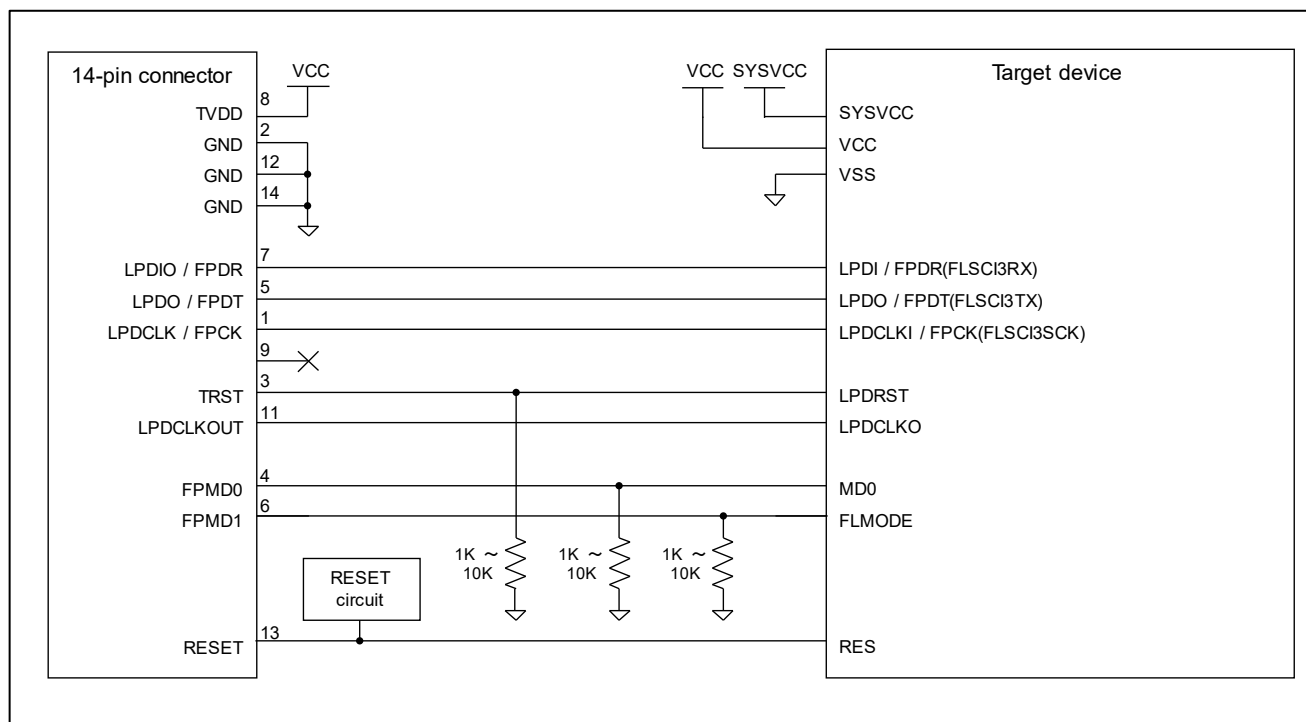 14-pin connector
VCC
VCC SYSVCC
Target device
8
TVDD
SYSVCC
2
GND
VCC
12
GND
VSS
14
GND
7
LPDIO / FPDR
LPDI / FPDR(FLSCI3RX)
5
LPDO / FPDT
LPDO / FPDT(FLSCI3TX)
1
LPDCLK / FPCK
LPDCLKI / FPCK(FLSCI3SCK)
9
3
TRST
LPDRST
11
LPDCLKOUT
LPDCLKO
4
FPMD0
MD0
6
FPMD1
FLMODE
1K ～
10K
1K ～
10K
1K ～
10K
RESET
circuit
13
RESET
RES